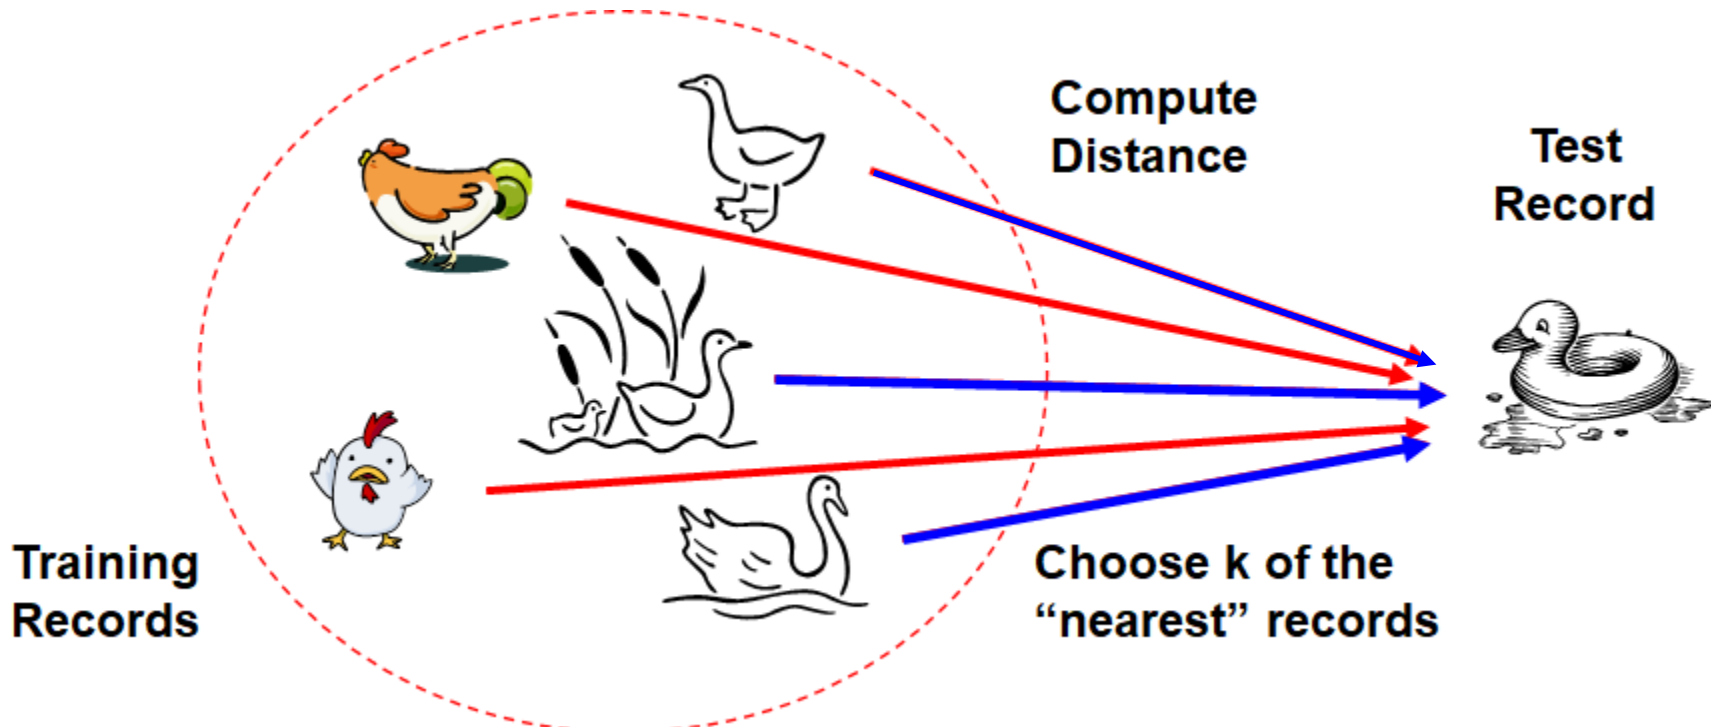 Compute
Distance
Test
Record
Training
Records
Choose k of the
“nearest” records